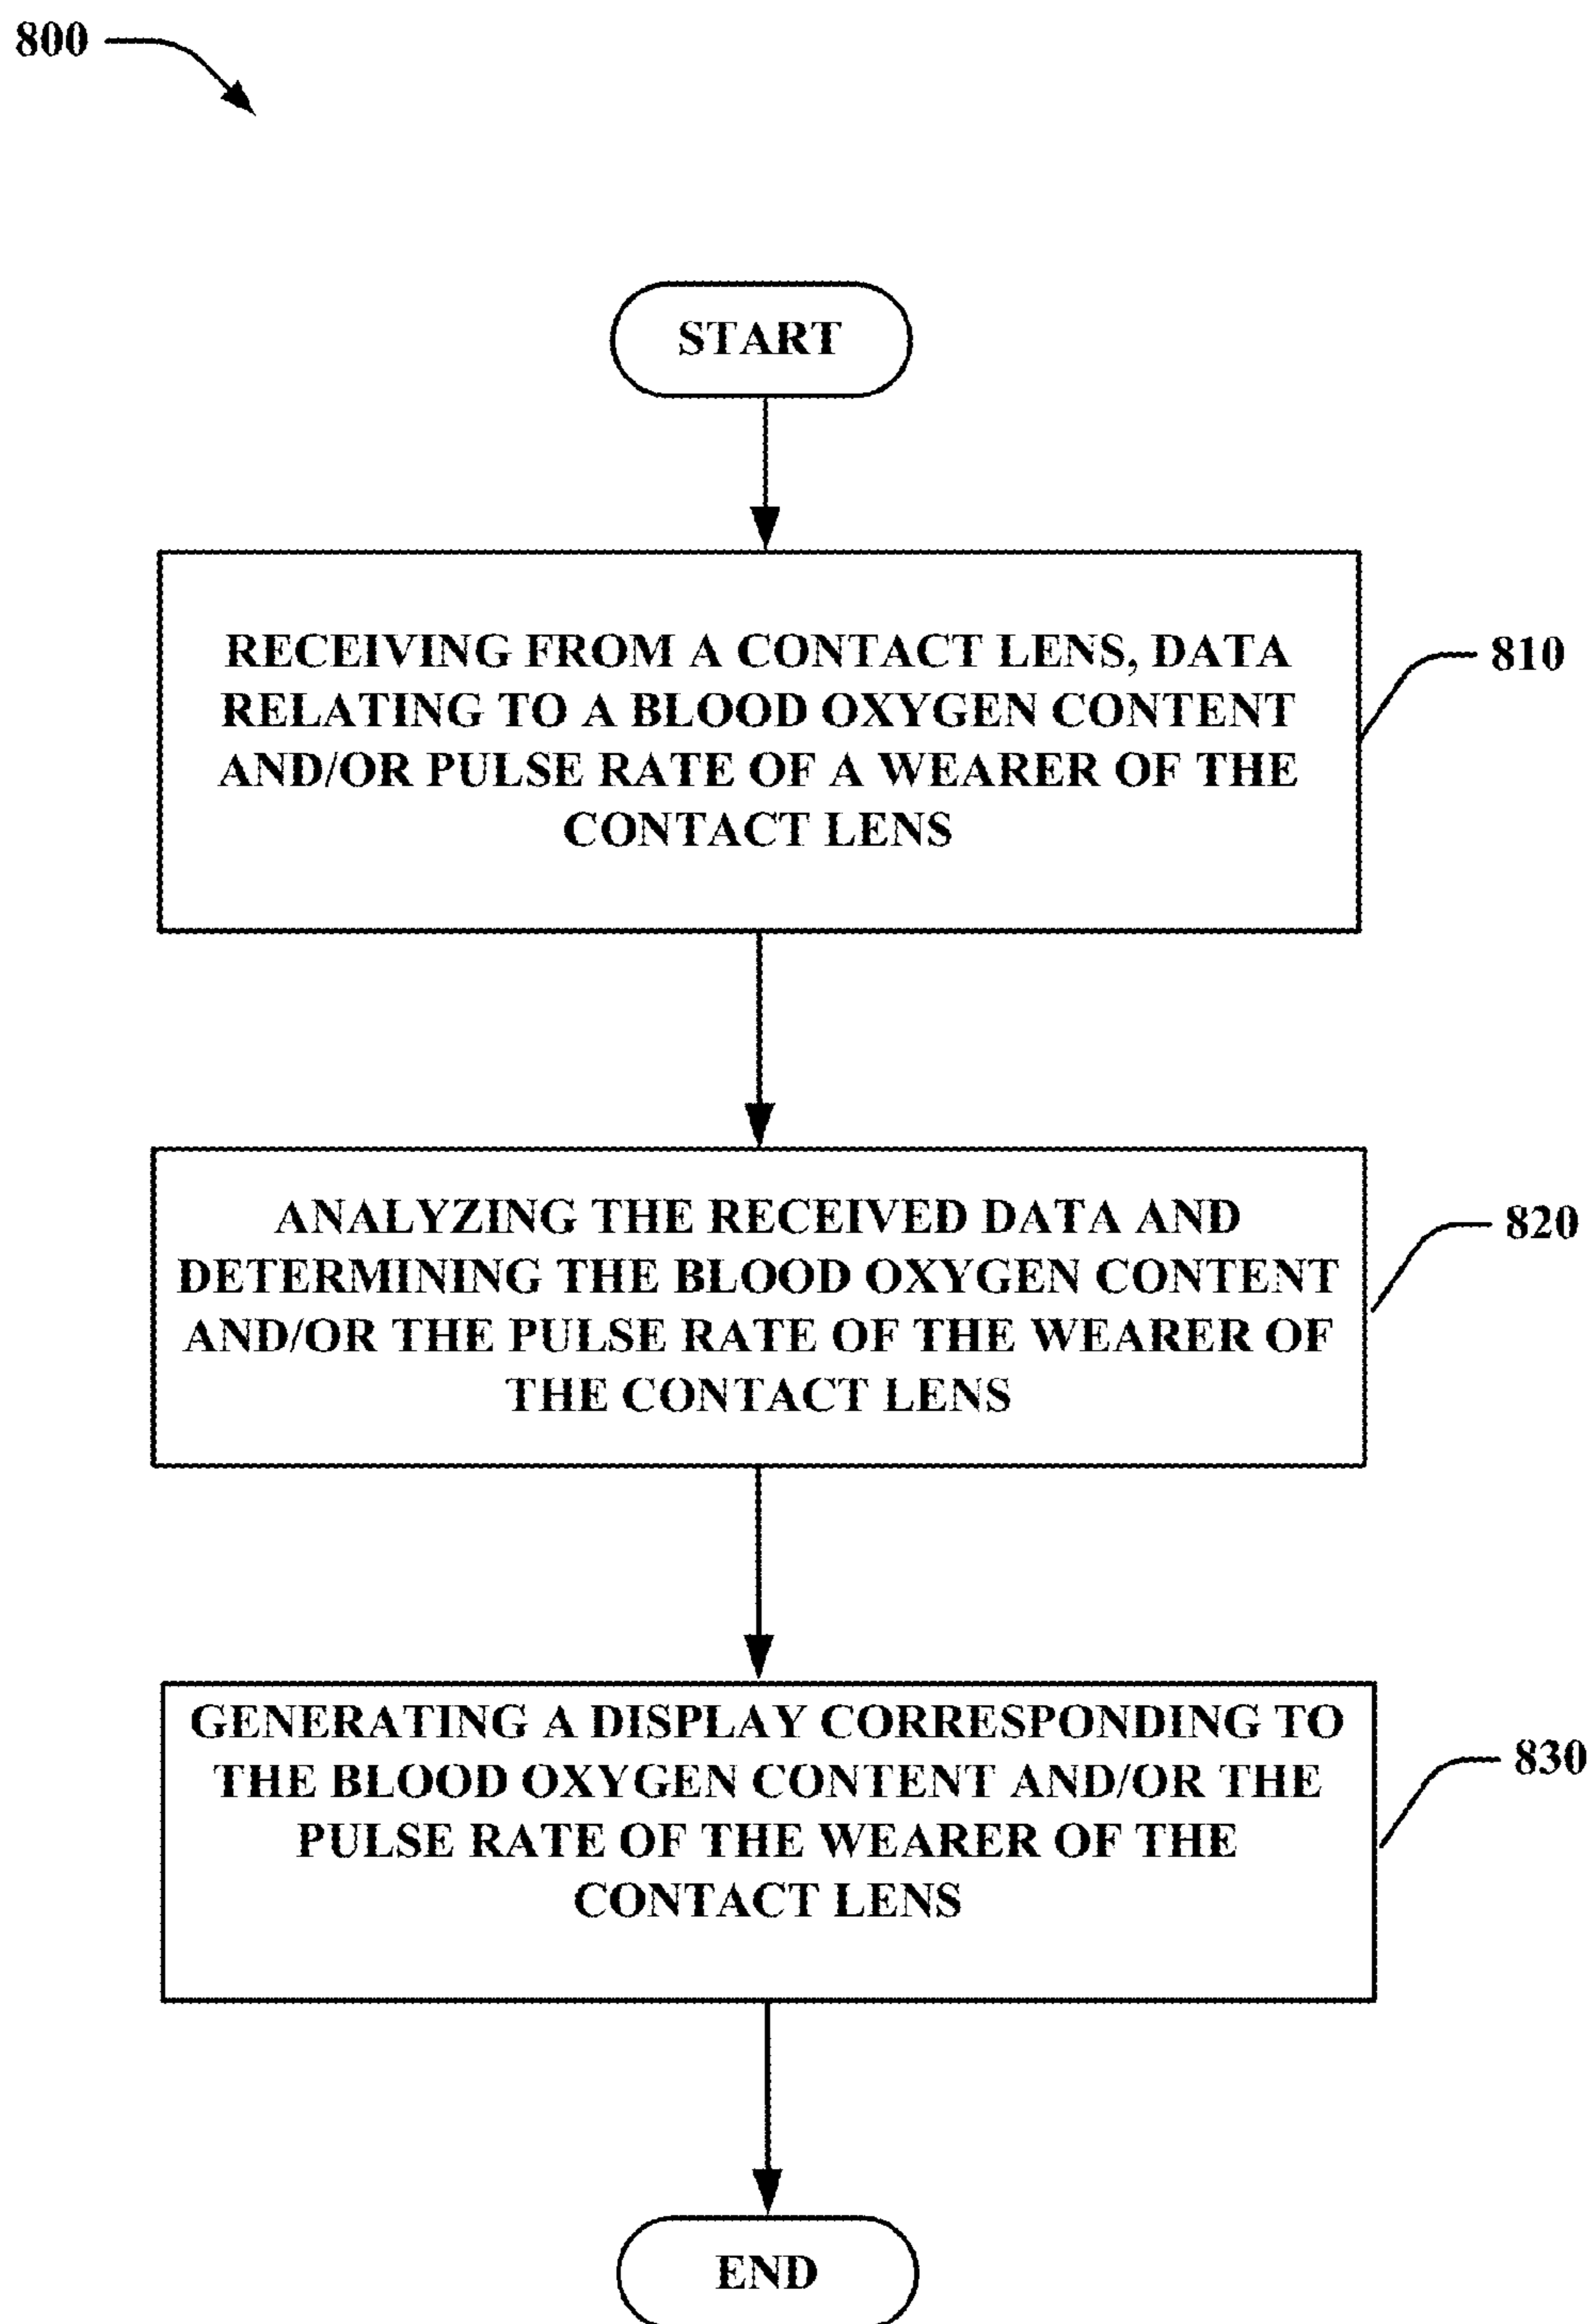 800
START
RECEIVING FROM A CONTACT LENS, DATA
RELATING TO A BLOOD OXYGEN CONTENT
AND/OR PULSE RATE OF A WEARER OF THE
CONTACT LENS
810
ANALYZING THE RECEIVED DATA AND
DETERMINING THE BLOOD OXYGEN CONTENT
AND/OR THE PULSE RATE OF THE WEARER OF
THE CONTACT LENS
820
GENERATING A DISPLAY CORRESPONDING TO
THE BLOOD OXYGEN CONTENT AND/OR THE
PULSE RATE OF THE WEARER OF THE
CONTACT LENS
830
END